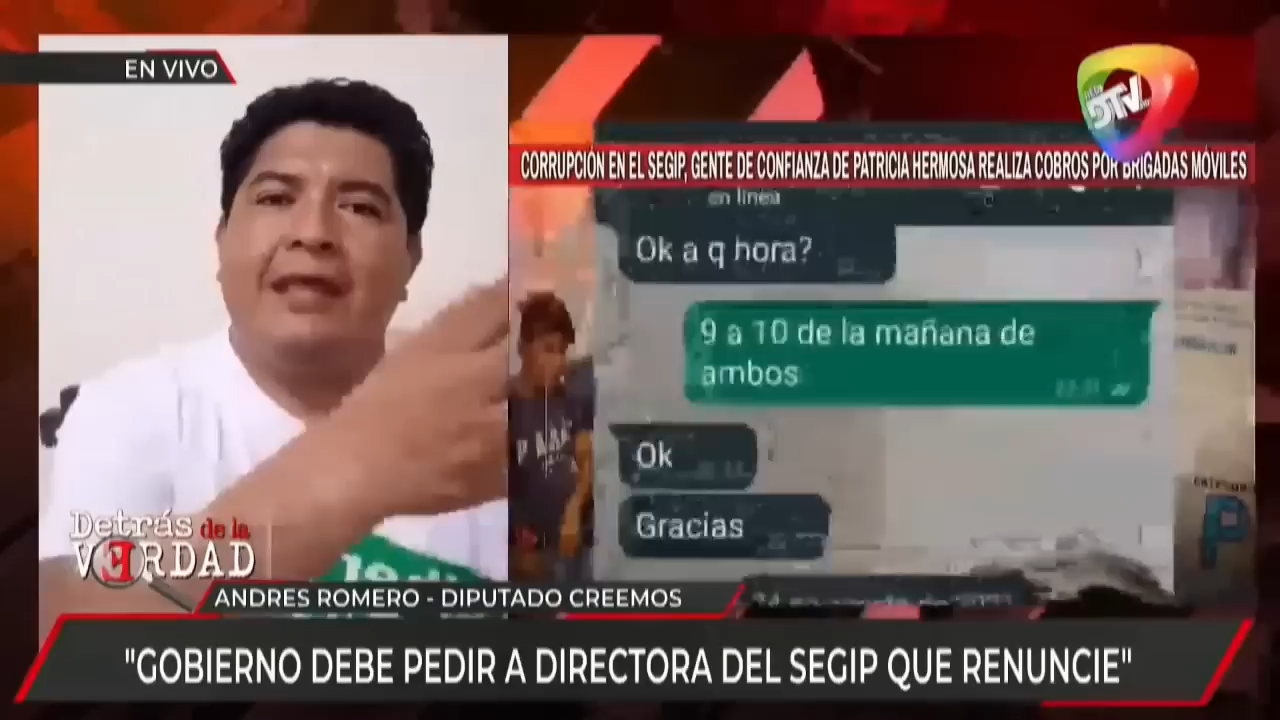 EN VIVO
DTV
CORRUPCIÓN EN EL SEGIP, GENTE DE CONFIANZA DE PATRICIA HERMOSA REALIZA COBROS POR BRIGADAS MÓVILES
en línea
Ok a q hora?
9 a 10 de la mañana de
ambos
Ok
Gracias
Detrás de la
VERDAD
ANDRES ROMERO - DIPUTADO CREEMOS
"GOBIERNO DEBE PEDIR A DIRECTORA DEL SEGIP QUE RENUNCIE"